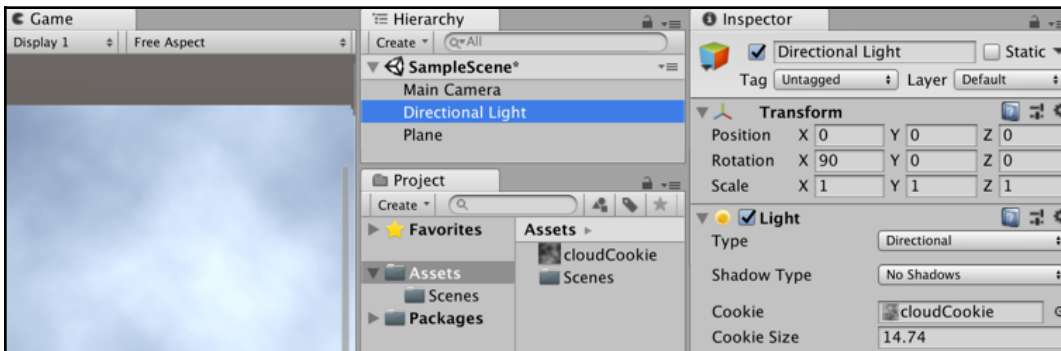 Game
Display 1 Free Aspect
Hierarchy
Create All
SampleScene*
Main Camera
Directional Light
Plane
Project
Create
Favorites
Assets
Scenes
Packages
Assets
cloudCookie
Scenes
Inspector
Directional Light Static
Tag Untagged Layer Default
Transform
Position X 0 Y 0 Z 0
Rotation X 90 Y 0 Z 0
Scale X 1 Y 1 Z 1
Light
Type Directional
Shadow Type No Shadows
Cookie cloudCookie
Cookie Size 14.74